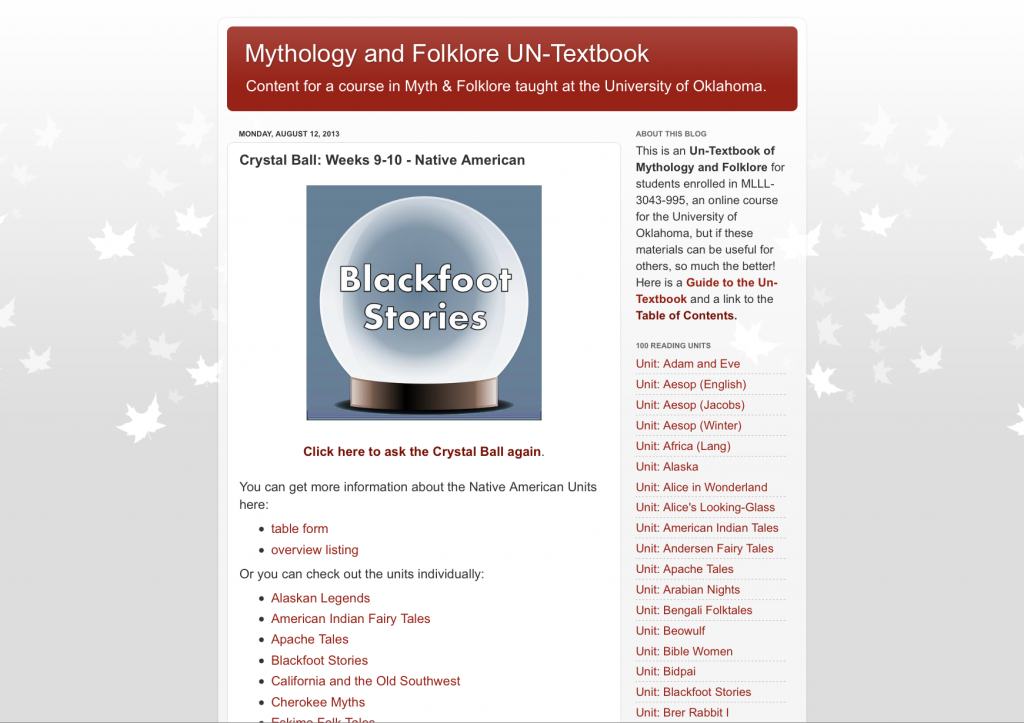 Mythology and Folklore UN-Textbook
Content for a course in Myth & Folklore taught at the University of Oklahoma.
MONDAY, AUGUST 12, 2013
Crystal Ball: Weeks 9-10 - Native American
Blackfoot
Stories
Click here to ask the Crystal Ball again.
You can get more information about the Native American Units
here:
table form
overview listing
Or you can check out the units individually:
Alaskan Legends
American Indian Fairy Tales
Apache Tales
Blackfoot Stories
California and the Old Southwest
Cherokee Myths
Eskimo Folk Tales
ABOUT THIS BLOG
This is an Un-Textbook of
Mythology and Folklore for
students enrolled in MLLL-
3043-995, an online course
for the University of
Oklahoma, but if these
materials can be useful for
others, so much the better!
Here is a Guide to the Un-
Textbook and a link to the
Table of Contents.
100 READING UNITS
Unit: Adam and Eve
Unit: Aesop (English)
Unit: Aesop (Jacobs)
Unit: Aesop (Winter)
Unit: Africa (Lang)
Unit: Alaska
Unit: Alice in Wonderland
Unit: Alice's Looking-Glass
Unit: American Indian Tales
Unit: Andersen Fairy Tales
Unit: Apache Tales
Unit: Arabian Nights
Unit: Bengali Folktales
Unit: Beowulf
Unit: Bible Women
Unit: Bidpai
Unit: Blackfoot Stories
Unit: Brer Rabbit I